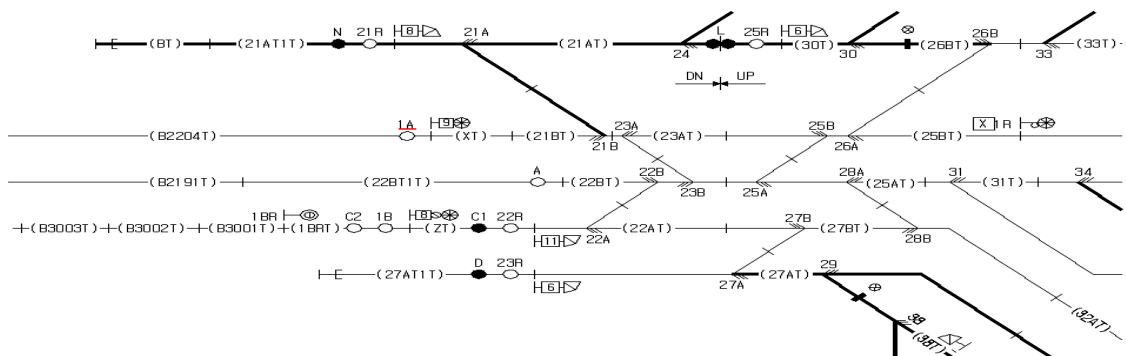 N 21R 8 21A L 25R 6 26B
(BT) (21AT1T) (21AT) 24 (30T) 30 (26BT) 33 (33T)
DN UP
1A 9 23A 25B X 1R
(B2204T) (XT) (21BT) 21B (23AT) 26A (25BT)
A 22B 28A 31 34
(B2191T) (22BT1T) (22BT) 23B 25A (25AT) (31T)
1BR C2 1B 8 C1 22R 27B
(B3003T) (B3002T) (B3001T) (1BRT) (ZT) 11 22A (22AT) (27BT) 28B
D 23R 29
(27AT1T) 6 27A (27AT)
38 (32AT)
(38T)